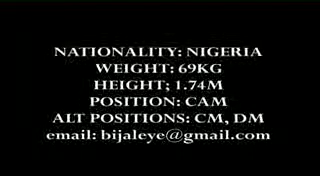 NATIONALITY: NIGERIA
WEIGHT: 69KG
HEIGHT; 1.74M
POSITION: CAM
ALT POSITIONS: CM, DM
email: bijaleye@gmail.com